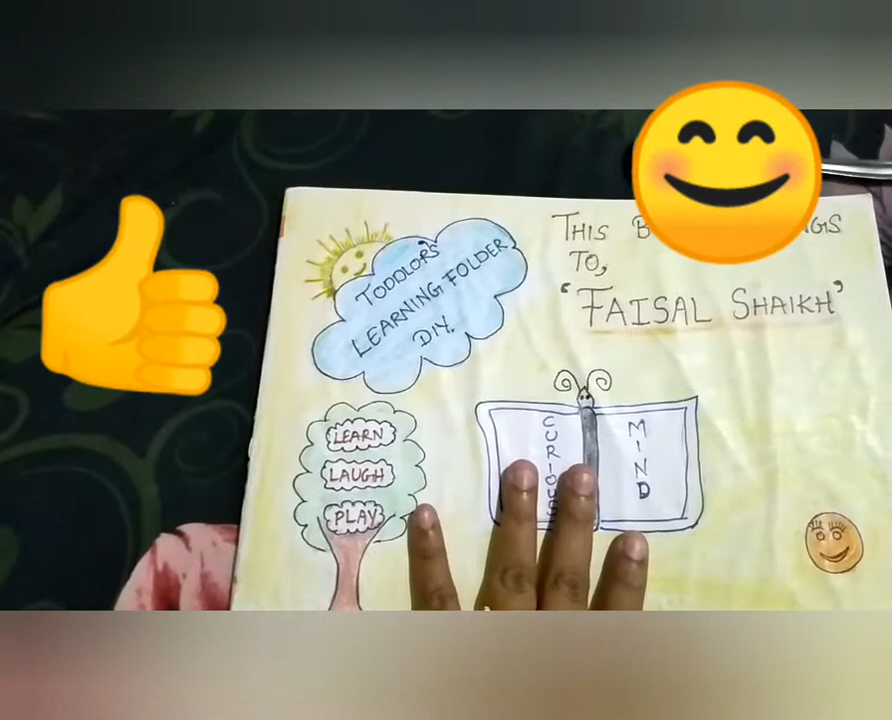 TODDLOR'S
LEARNING FOLDER
DIY.
THIS
TO,
"FAISAL SHAIKH"
LEARN
LAUGH
PLAY
CURIOUS
MIND